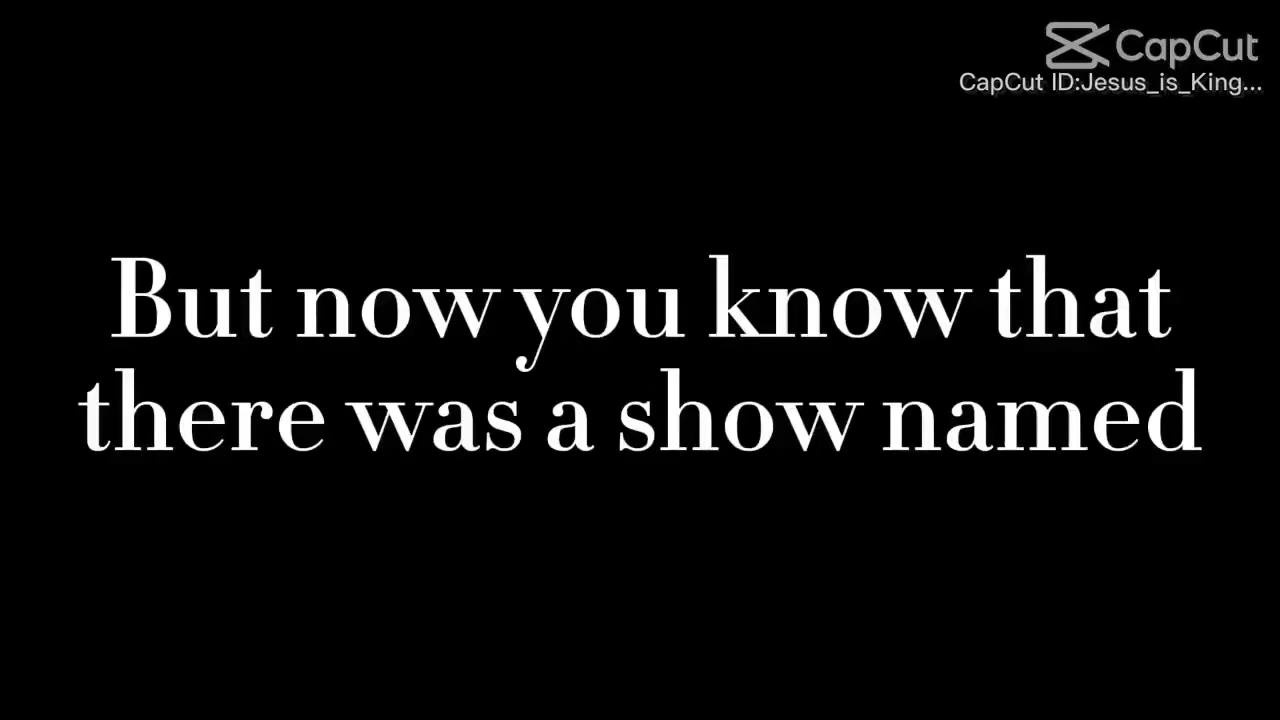 CapCut
CapCut ID:Jesus_is_King...
But now you know that
there was a show named